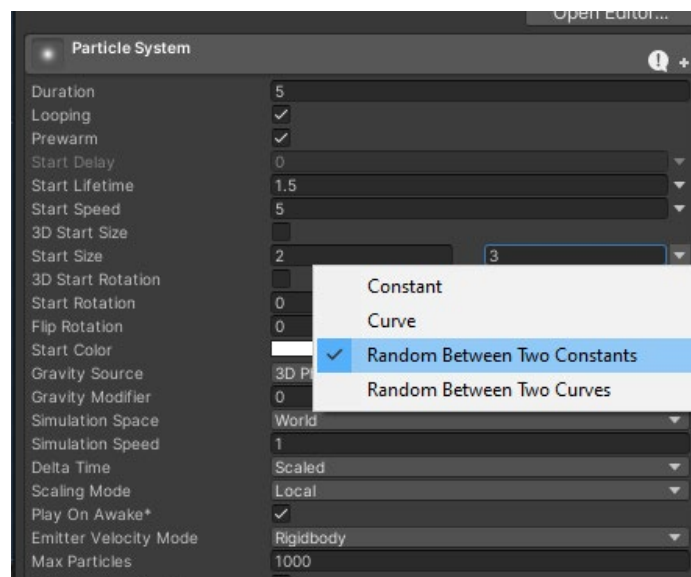 Open Editor...
Particle System
Duration 5
Looping
Prewarm
Start Delay 0
Start Lifetime 1.5
Start Speed 5
3D Start Size
Start Size 2 3
3D Start Rotation
Constant
Start Rotation 0
Curve
Flip Rotation 0
Start Color
Random Between Two Constants
Gravity Source 3D P
Random Between Two Curves
Gravity Modifier 0
Simulation Space World
Simulation Speed 1
Delta Time Scaled
Scaling Mode Local
Play On Awake*
Emitter Velocity Mode Rigidbody
Max Particles 1000